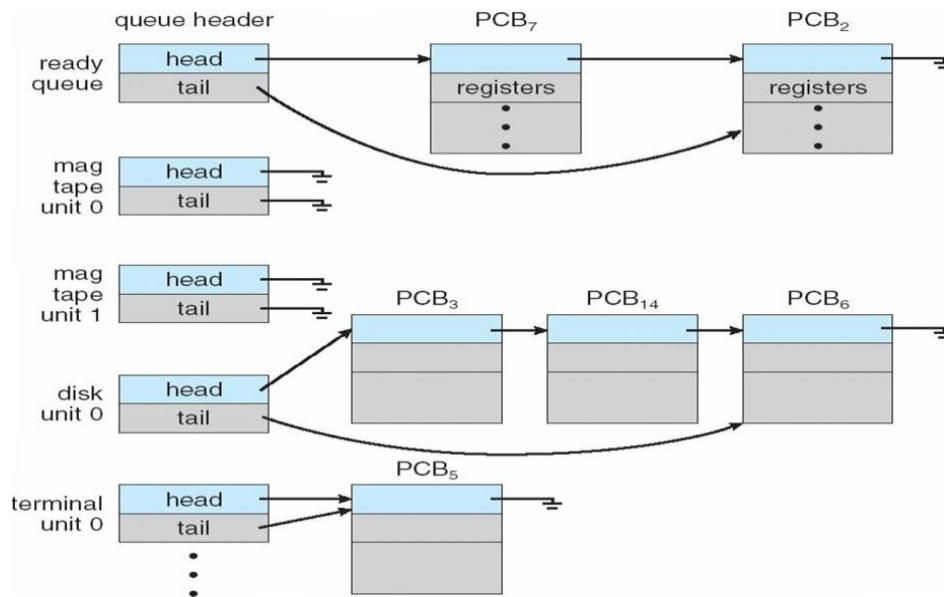 queue header
PCB₇
PCB₂
ready
queue
head
tail
registers
registers
mag
tape
unit 0
head
tail
mag
tape
unit 1
head
tail
PCB₃
PCB₁₄
PCB₆
disk
unit 0
head
tail
PCB₅
terminal
unit 0
head
tail